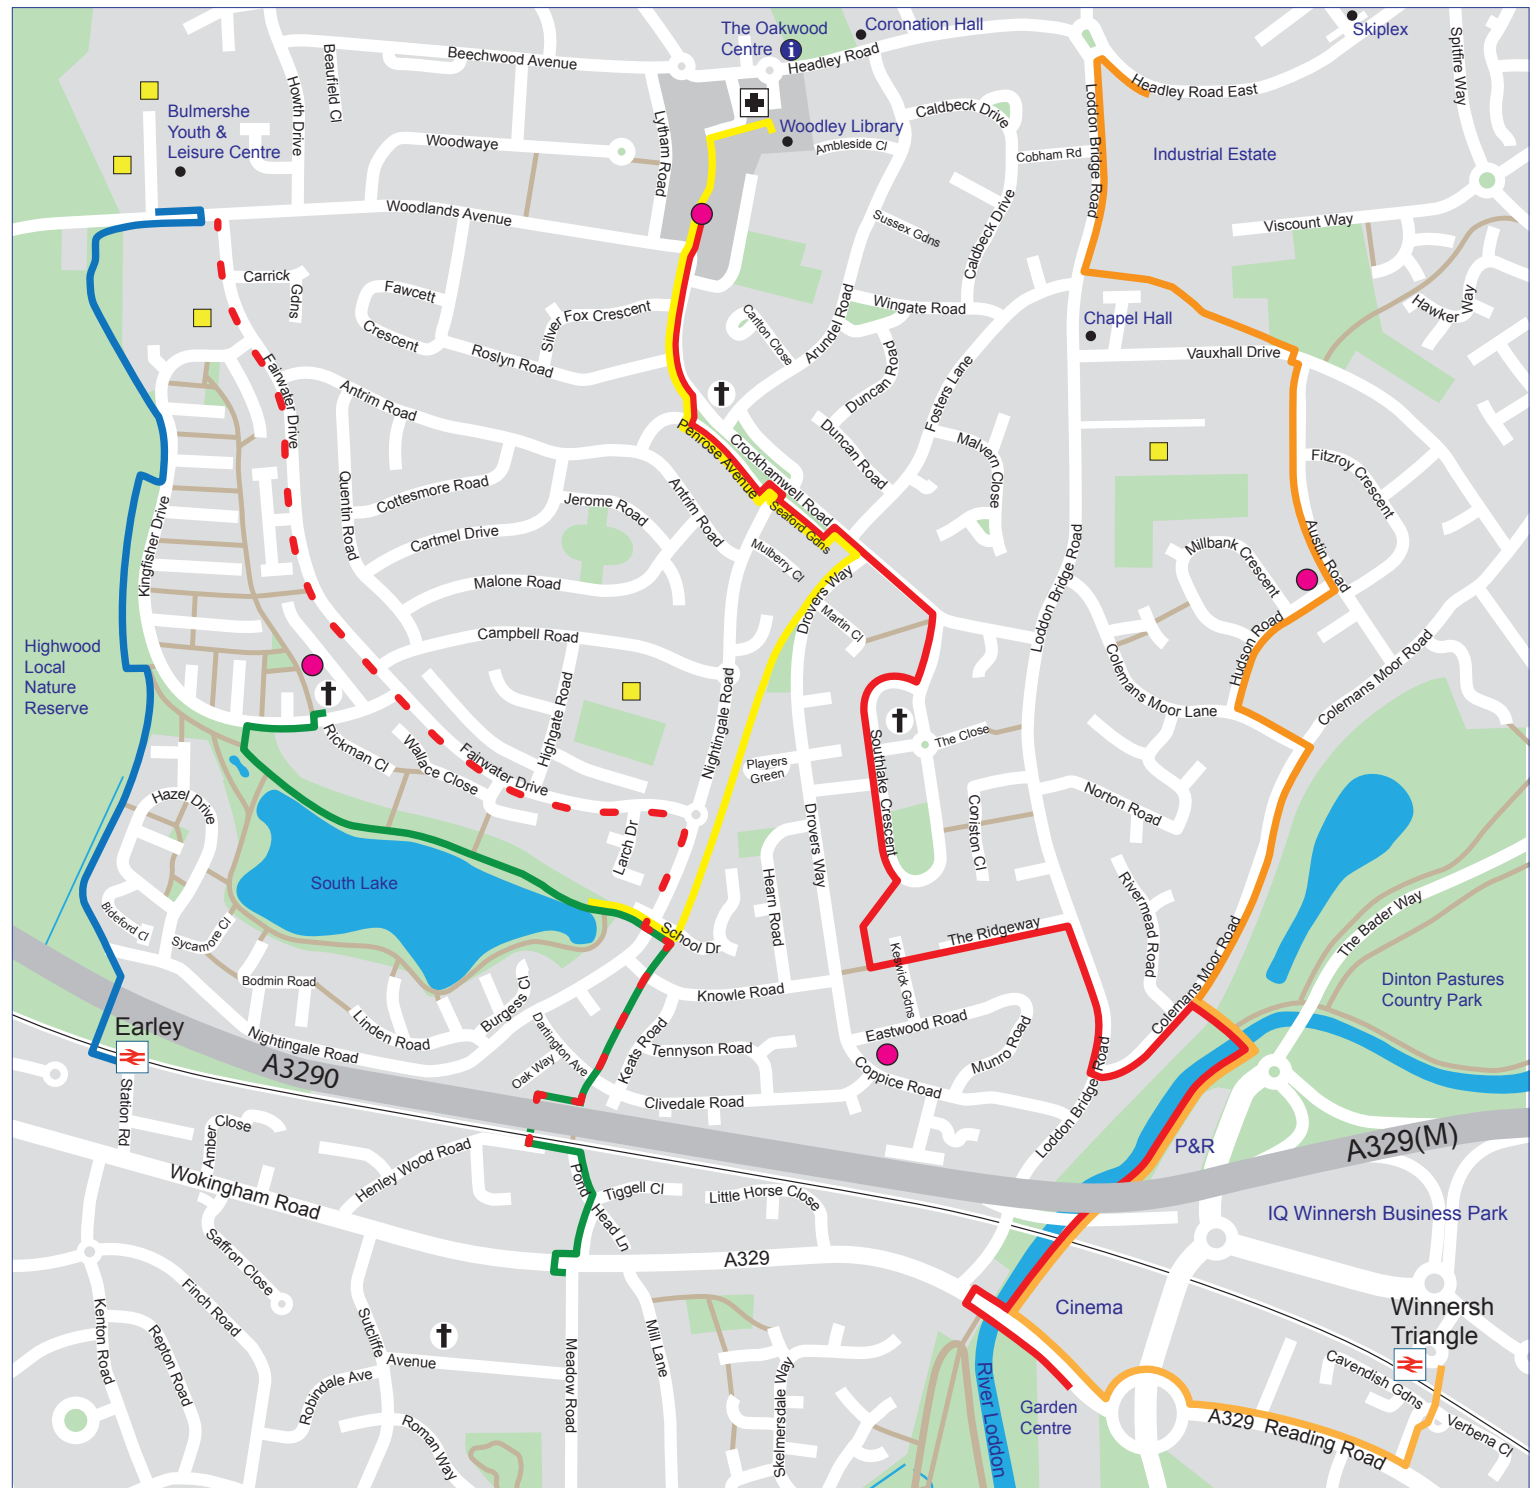 The Oakwood
Centre
i
Coronation Hall
Skiplex
Headley Road
Beechwood Avenue
Beaufield Cl
Howth Drive
Spitfire Way
Headley Road East
Bulmershe
Youth &
Leisure Centre
Lytham Road
Woodley Library
Caldbeck Drive
Ambleside Cl
Cobham Rd
Loddon Bridge Road
Industrial Estate
Woodwaye
Woodlands Avenue
Sussex Gdns
Caldbeck Drive
Viscount Way
Carrick
Gdns
Fawcett
Crescent
Silver
Fox Crescent
Roslyn Road
Carlton Close
Arundel Road
Wingate Road
Chapel Hall
Hawker
Way
Vauxhall Drive
Fairwater Drive
Antrim Road
Duncan Road
Duncan Road
Fosters Lane
Malvern Close
Penrose Avenue
Crockhamwell Road
Seaford Gdns
Fitzroy Crescent
Quentin Road
Cottesmore Road
Jerome Road
Antrim Road
Cartmel Drive
Mulberry Cl
Kingfisher Drive
Malone Road
Drovers Way
Martin Cl
Millbank Crescent
Austin Road
Loddon Bridge Road
Hudson Road
Campbell Road
Highwood
Local
Nature
Reserve
Colemans Moor Lane
Colemans Moor Road
Nightingale Road
Highgate Road
Rickman Cl
Wallace Close
Fairwater Drive
Players
Green
Southlake Crescent
The Close
Hazel Drive
Norton Road
Larch Dr
Drovers Way
Coniston Cl
South Lake
Hearn Road
Rivermead Road
The Bader Way
Bideford Cl
Sycamore Cl
School Dr
The Ridgeway
Keswick Gdns
Colemans Moor Road
Dinton Pastures
Country Park
Bodmin Road
Burgess Cl
Knowle Road
Linden Road
Dartington Ave
Eastwood Road
Munro Road
Earley
Nightingale Road
A3290
Oak Way
Keats Road
Tennyson Road
Coppice Road
Clivedale Road
Loddon Bridge Road
Station Rd
Amber
Close
Henley Wood Road
Pond
Head Ln
Tiggell Cl
Little Horse Close
P&R
A329(M)
Wokingham Road
IQ Winnersh Business Park
Saffron Close
A329
Finch Road
Cinema
Winnersh
Triangle
Kenton Road
Repton Road
Sutcliffe
Avenue
Robindale Ave
Roman Way
Meadow Road
Mill Lane
Skelmersdale Way
River Loddon
Garden
Centre
Cavendish Gdns
Verbena Cl
A329 Reading Road